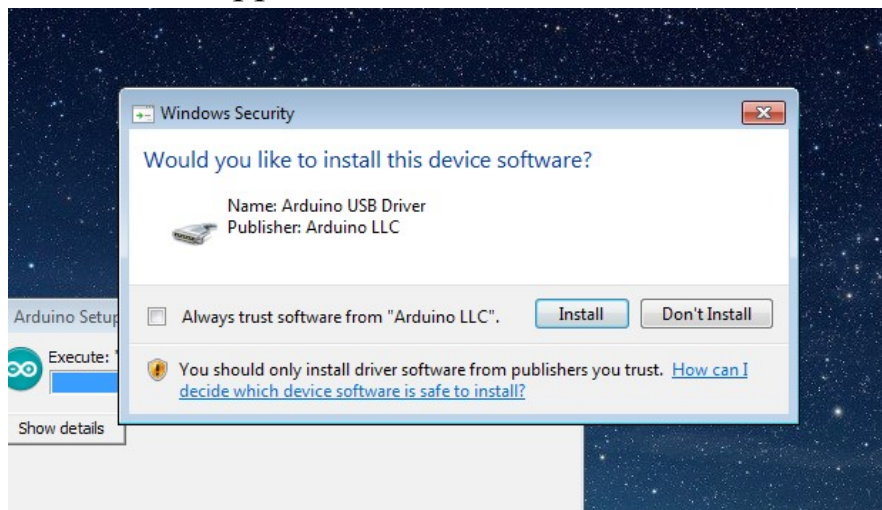 Windows Security
Would you like to install this device software?
Name: Arduino USB Driver
Publisher: Arduino LLC
Always trust software from "Arduino LLC".
Install
Don't Install
You should only install driver software from publishers you trust. How can I
decide which device software is safe to install?
Arduino Setup
Execute:
Show details